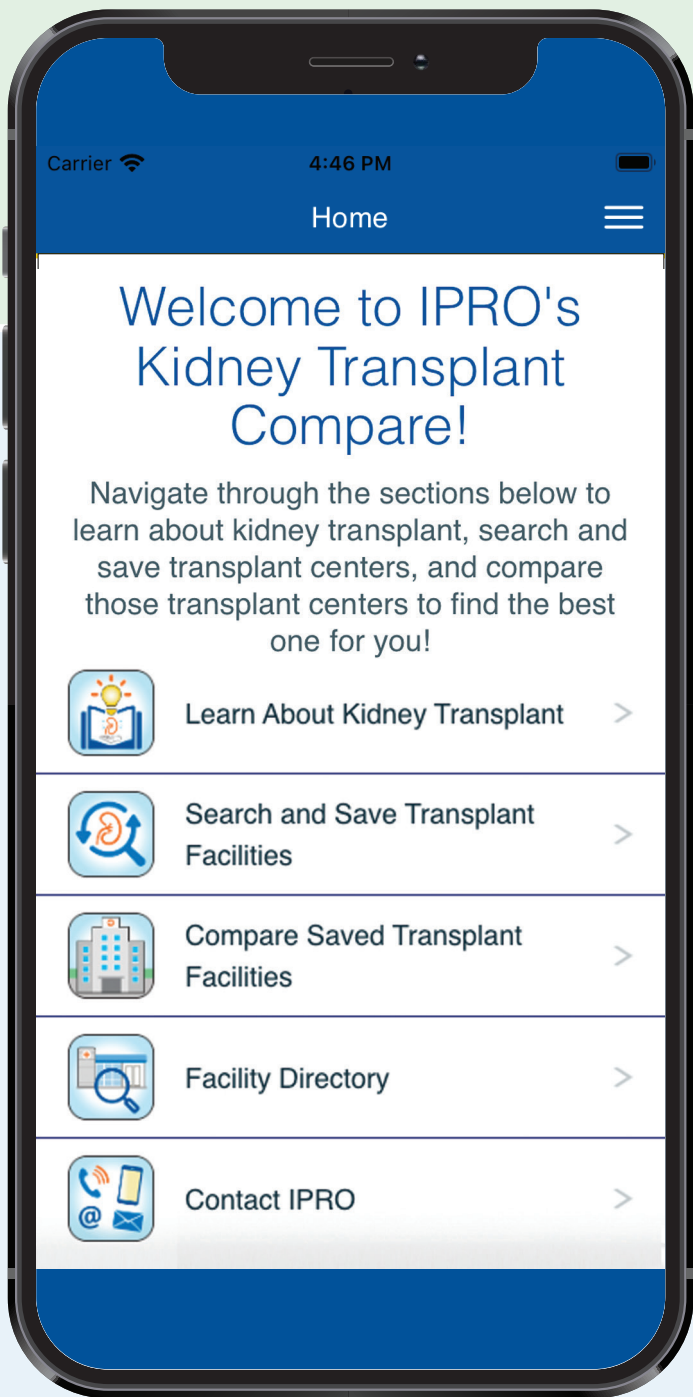 Carrier 4:46 PM
Home
Welcome to IPRO's
Kidney Transplant
Compare!
Navigate through the sections below to
learn about kidney transplant, search and
save transplant centers, and compare
those transplant centers to find the best
one for you!
Learn About Kidney Transplant
Search and Save Transplant
Facilities
Compare Saved Transplant
Facilities
Facility Directory
@
Contact IPRO